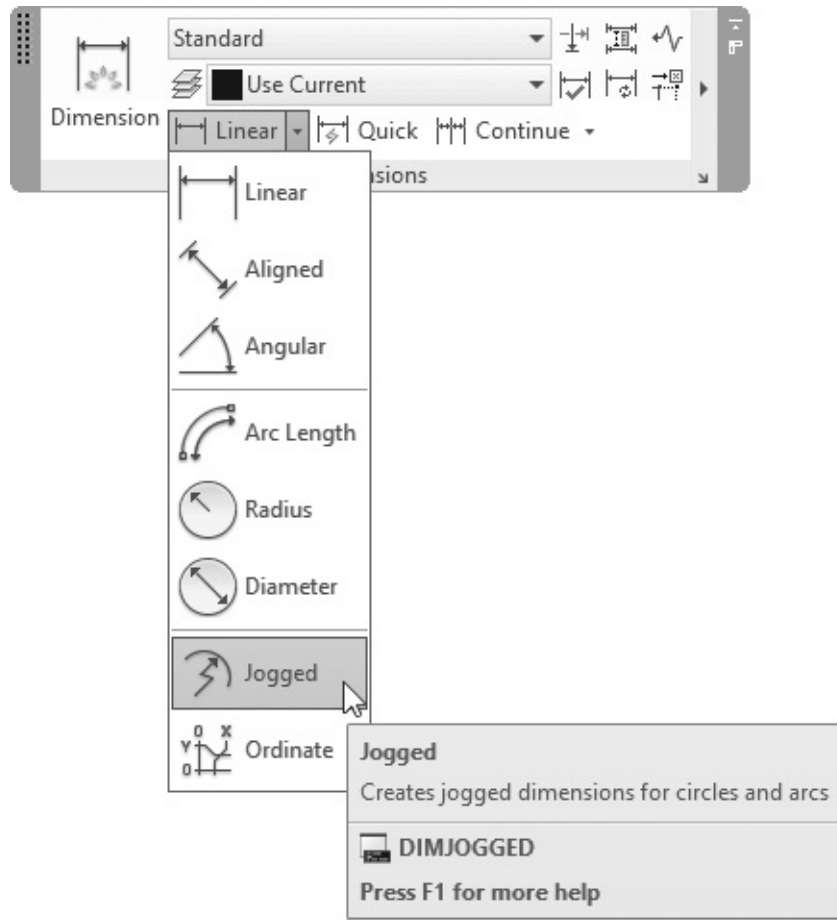 Standard
Use Current
Dimension
Linear
Quick
Continue
sions
Linear
Aligned
Angular
Arc Length
Radius
Diameter
Jogged
Ordinate
Jogged
Creates jogged dimensions for circles and arcs
DIMJOGGED
Press F1 for more help